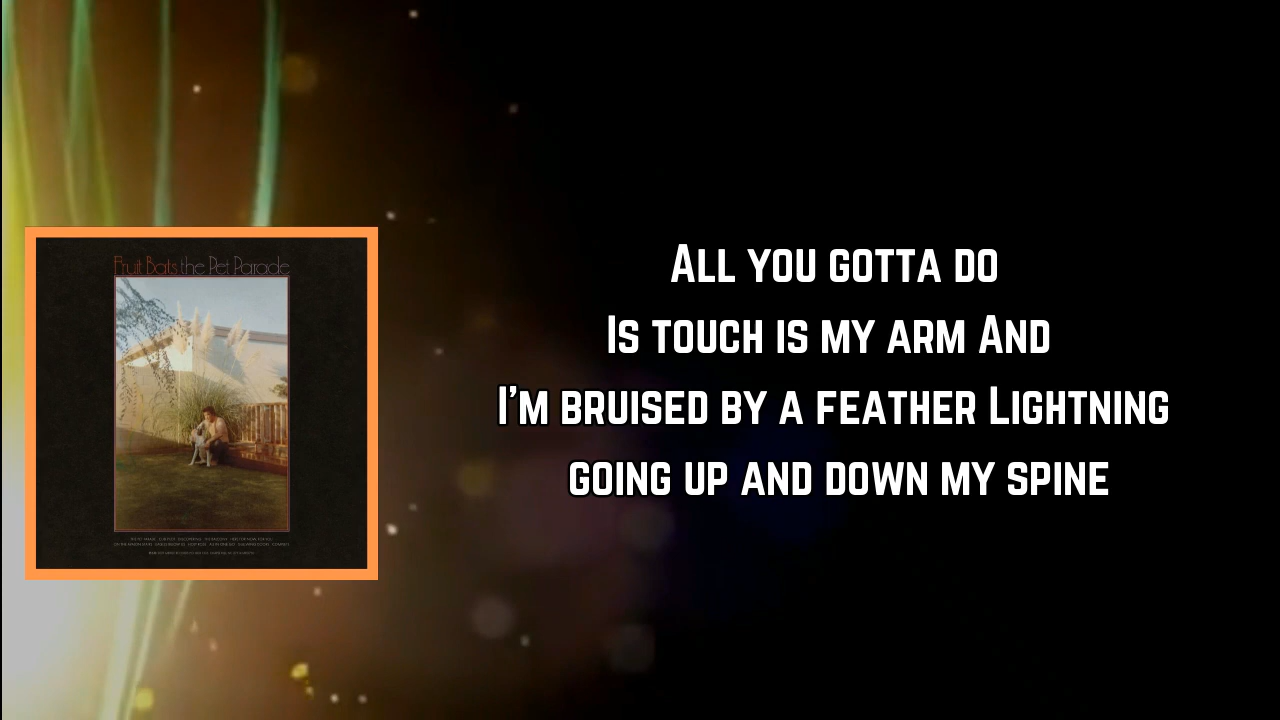 Fruit Bats the Pet Parade
All you gotta do
Is touch is my arm And
I'm bruised by a feather Lightning
going up and down my spine